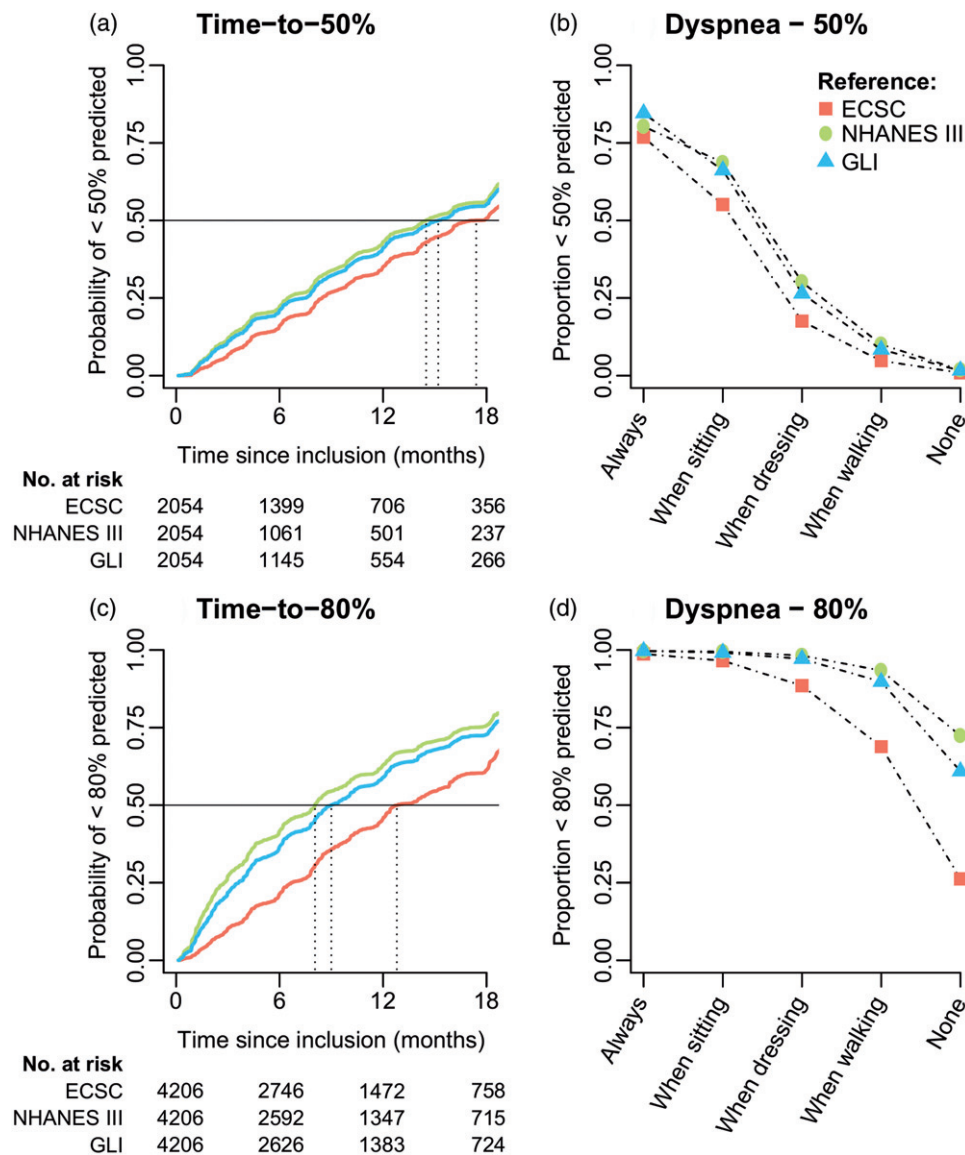 (a) Time-to-50%
Probability of < 50% predicted
1.00
0.75
0.50
0.25
0.00
0 6 12 18
Time since inclusion (months)
No. at risk
ECSC 2054 1399 706 356
NHANES III 2054 1061 501 237
GLI 2054 1145 554 266
(b) Dyspnea - 50%
Proportion < 50% predicted
1.00
0.75
0.50
0.25
0.00
Reference:
ECSC
NHANES III
GLI
Always
When sitting
When dressing
When walking
None
(c) Time-to-80%
Probability of < 80% predicted
1.00
0.75
0.50
0.25
0.00
0 6 12 18
Time since inclusion (months)
No. at risk
ECSC 4206 2746 1472 758
NHANES III 4206 2592 1347 715
GLI 4206 2626 1383 724
(d) Dyspnea - 80%
Proportion < 80% predicted
1.00
0.75
0.50
0.25
0.00
Always
When sitting
When dressing
When walking
None